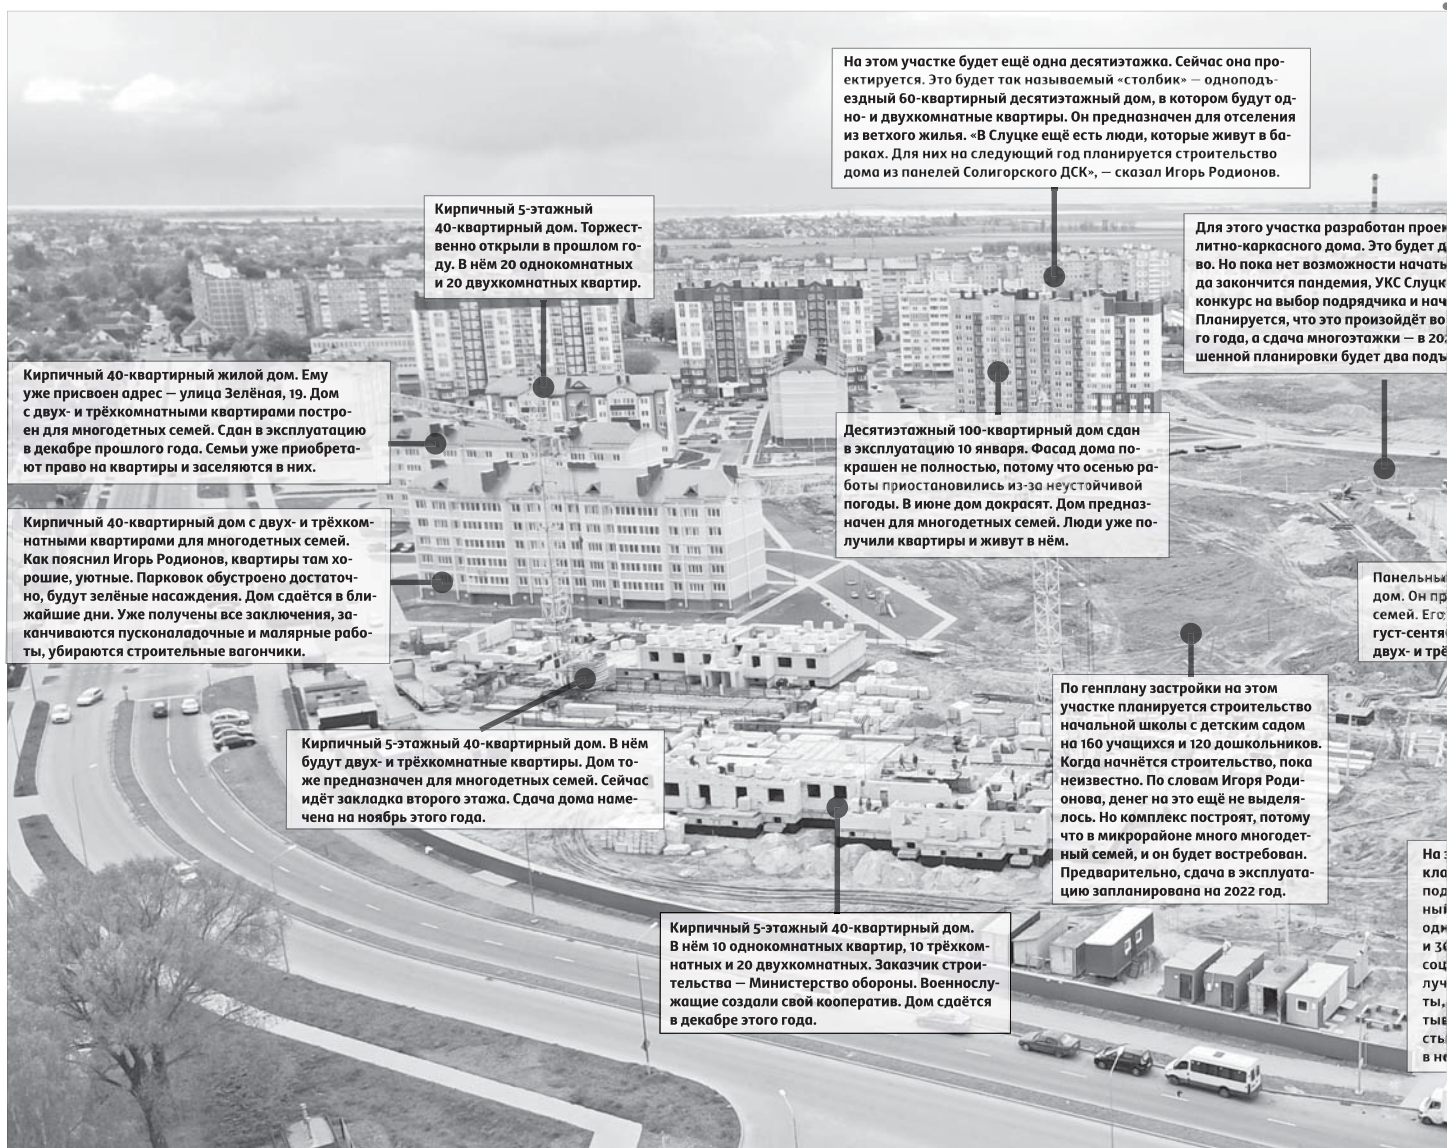 На этом участке будет ещё одна десятиэтажка. Сейчас она про-
ектируется. Это будет так называемый «столбик» — одноподъ-
ездный 60-квартирный десятиэтажный дом, в котором будут од-
но- и двухкомнатные квартиры. Он предназначен для отселения
из ветхого жилья. «В Слуцке ещё есть люди, которые живут в ба-
раках. Для них на следующий год планируется строительство
дома из панелей Солигорского ДСК», — сказал Игорь Родионов.
Кирпичный 5-этажный
40-квартирный дом. Торжест-
венно открыли в прошлом го-
ду. В нём 20 однокомнатных
и 20 двухкомнатных квартир.
Для этого участка разработан
литно-каркасного дома. Это будет
во. Но пока нет возможности начать
да закончится пандемия, УКС
конкурс на выбор подрядчика и
Планируется, что это произойдёт во
го года, а сдача многоэтажки — в
шенной планировки будет два
Кирпичный 40-квартирный жилой дом. Ему
уже присвоен адрес — улица Зелёная, 19. Дом
с двух- и трёхкомнатными квартирами постро-
ен для многодетных семей. Сдан в эксплуатацию
в декабре прошлого года. Семьи уже приобрета-
ют право на квартиры и заселяются в них.
Десятиэтажный 100-квартирный дом сдан
в эксплуатацию 10 января. Фасад дома по-
крашен не полностью, потому что осенью ра-
боты приостановились из-за неустойчивой
погоды. В июне дом докрасят. Дом предназ-
начен для многодетных семей. Люди уже по-
лучили квартиры и живут в нём.
Кирпичный 40-квартирный дом с двух- и трёхком-
натными квартирами для многодетных семей.
Как пояснил Игорь Родионов, квартиры там хо-
рошие, уютные. Парковок обустроено достаточ-
но, будут зелёные насаждения. Дом сдаётся в бли-
жайшие дни. Уже получены все заключения, за-
канчиваются пусконаладочные и малярные рабо-
ты, убираются строительные вагончики.
дом. Он
семей.
двух- и
По генплану застройки на этом
участке планируется строительство
начальной школы с детским садом
на 160 учащихся и 120 дошкольников.
Когда начнётся строительство, пока
неизвестно. По словам Игоря Роди-
онова, денег на это ещё не выделя-
лось. Но комплекс построят, потому
что в микрорайоне много многодет-
ный семей, и он будет востребован.
Предварительно, сдача в эксплуата-
цию запланирована на 2022 год.
Кирпичный 5-этажный 40-квартирный дом. В нём
будут двух- и трёхкомнатные квартиры. Дом то-
же предназначен для многодетных семей. Сейчас
идёт закладка второго этажа. Сдача дома наме-
чена на ноябрь этого года.
Кирпичный 5-этажный 40-квартирный дом.
В нём 10 однокомнатных квартир, 10 трёхком-
натных и 20 двухкомнатных. Заказчик строи-
тельства — Министерство обороны. Военнослу-
жащие создали свой кооператив. Дом сдаётся
в декабре этого года.
На
ты,
в